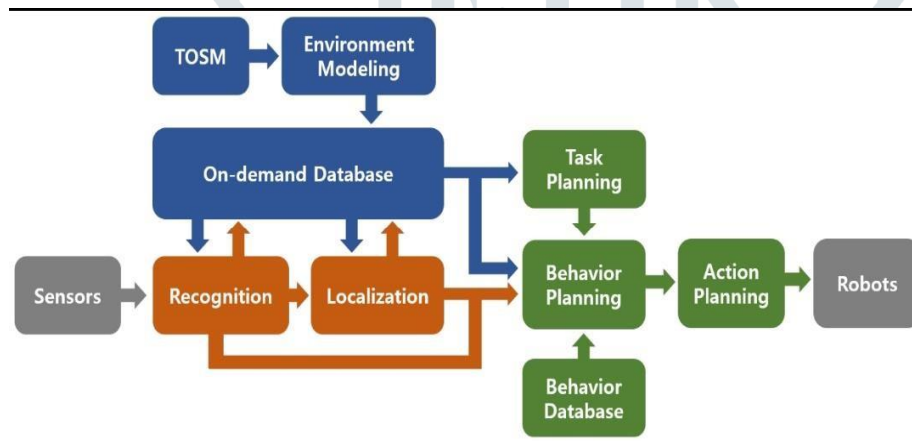 TOSM
Environment
Modeling
On-demand Database
Task
Planning
Sensors
Recognition
Localization
Behavior
Planning
Action
Planning
Robots
Behavior
Database